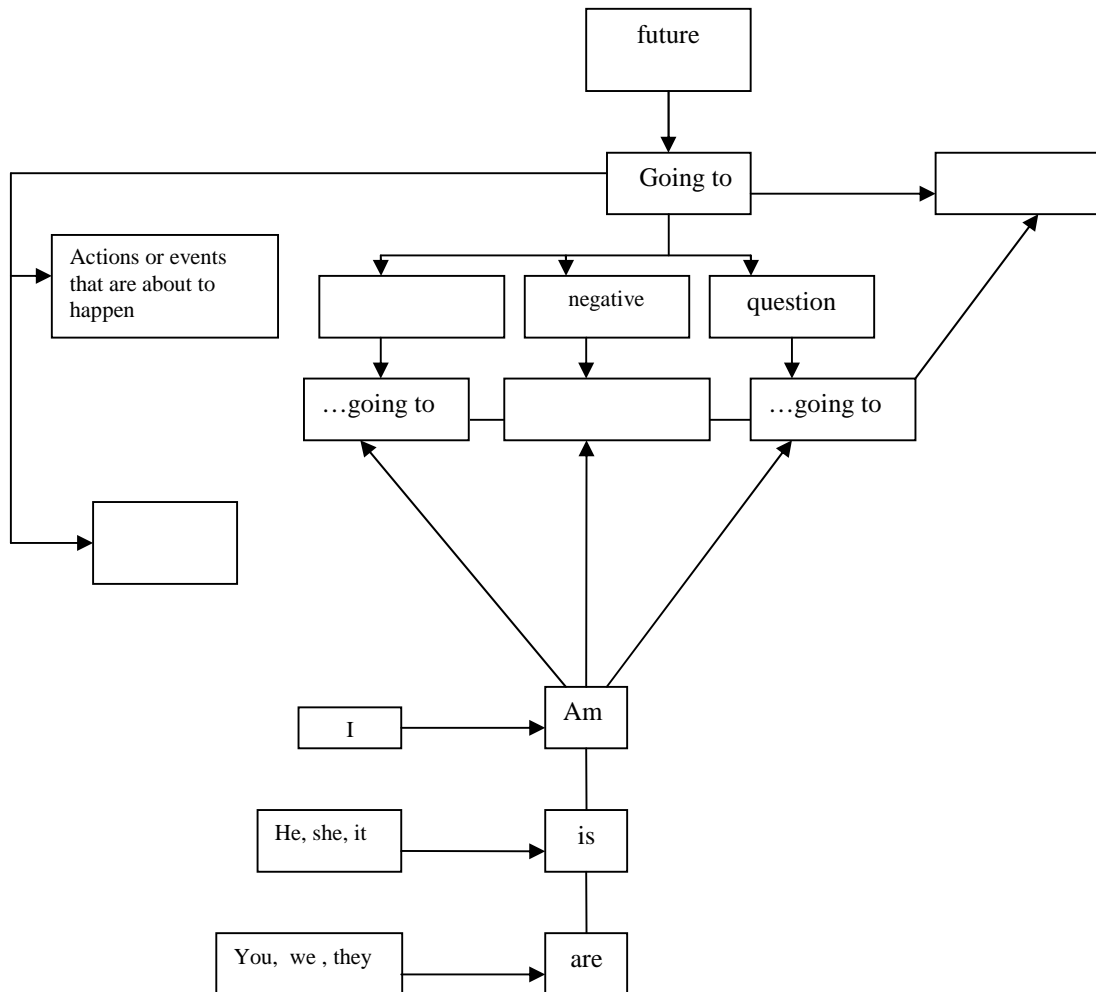 future
Going to
Actions or events
that are about to
happen
negative
question
…going to
…going to
Am
I
He, she, it
is
You, we , they
are